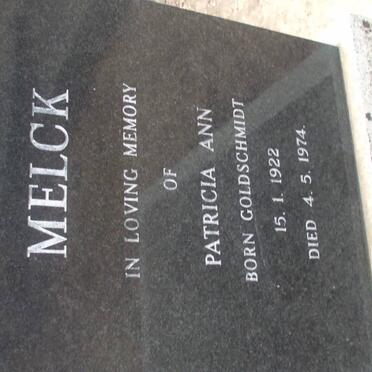 MELCK
IN LOVING MEMORY
OF
PATRICIA ANN
BORN GOLDSCHMIDT
15. 1. 1922
DIED 4. 5. 1974.